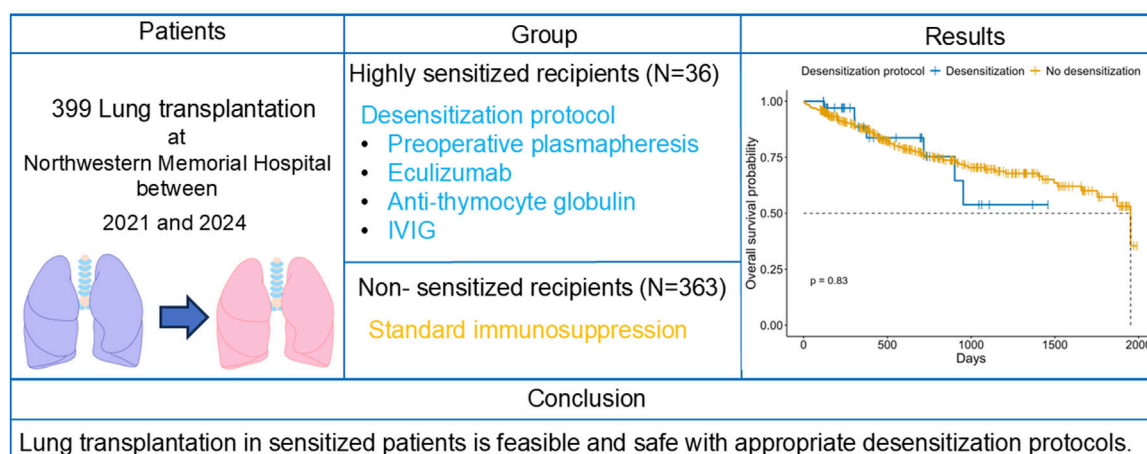 Patients
Group
Results
399 Lung transplantation
at
Northwestern Memorial Hospital
between
2021 and 2024
Highly sensitized recipients (N=36)
Desensitization protocol
• Preoperative plasmapheresis
• Eculizumab
• Anti-thymocyte globulin
• IVIG
Non- sensitized recipients (N=363)
Standard immunosuppression
Desensitization protocol Desensitization No desensitization
Overall survival probability
1.00
0.75
0.50
0.25
0.00
p = 0.83
0 500 1000 1500 2000
Days
Conclusion
Lung transplantation in sensitized patients is feasible and safe with appropriate desensitization protocols.